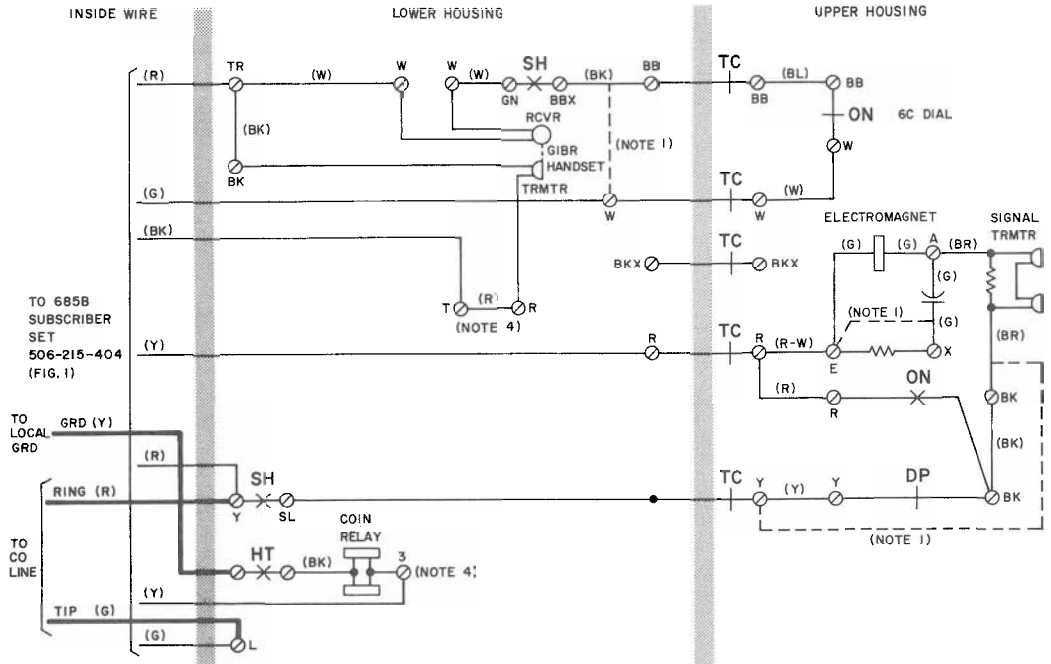 INSIDE WIRE LOWER HOUSING UPPER HOUSING
(R) TR (W) W W (W) GN SH BBX (BK) BB TC BB (BL) BB
ON 6C DIAL
RCVR
(BK) GIBR (NOTE 1) W
HANDSET
BK TRMTR
(G) W TC W (W)
(BK) ELECTROMAGNET SIGNAL
TRMTR
(G) (G) A (BR)
BKX TC BKX
(G)
T (R) R
(NOTE 4)
TO 685B
SUBSCRIBER
SET
506-215-404
(FIG. 1)
(NOTE 1) (G) (BR)
(Y) R TC R (R-W) E X
(R) R ON BK
TO
LOCAL
GRD
GRD (Y)
(BK)
(R)
RING (R) Y SH SL TC Y (Y) Y DP BK
(NOTE 1)
TO
CO
LINE
COIN
RELAY
HT (BK) 3 (NOTE 4)
(Y)
TIP (G)
(G) L